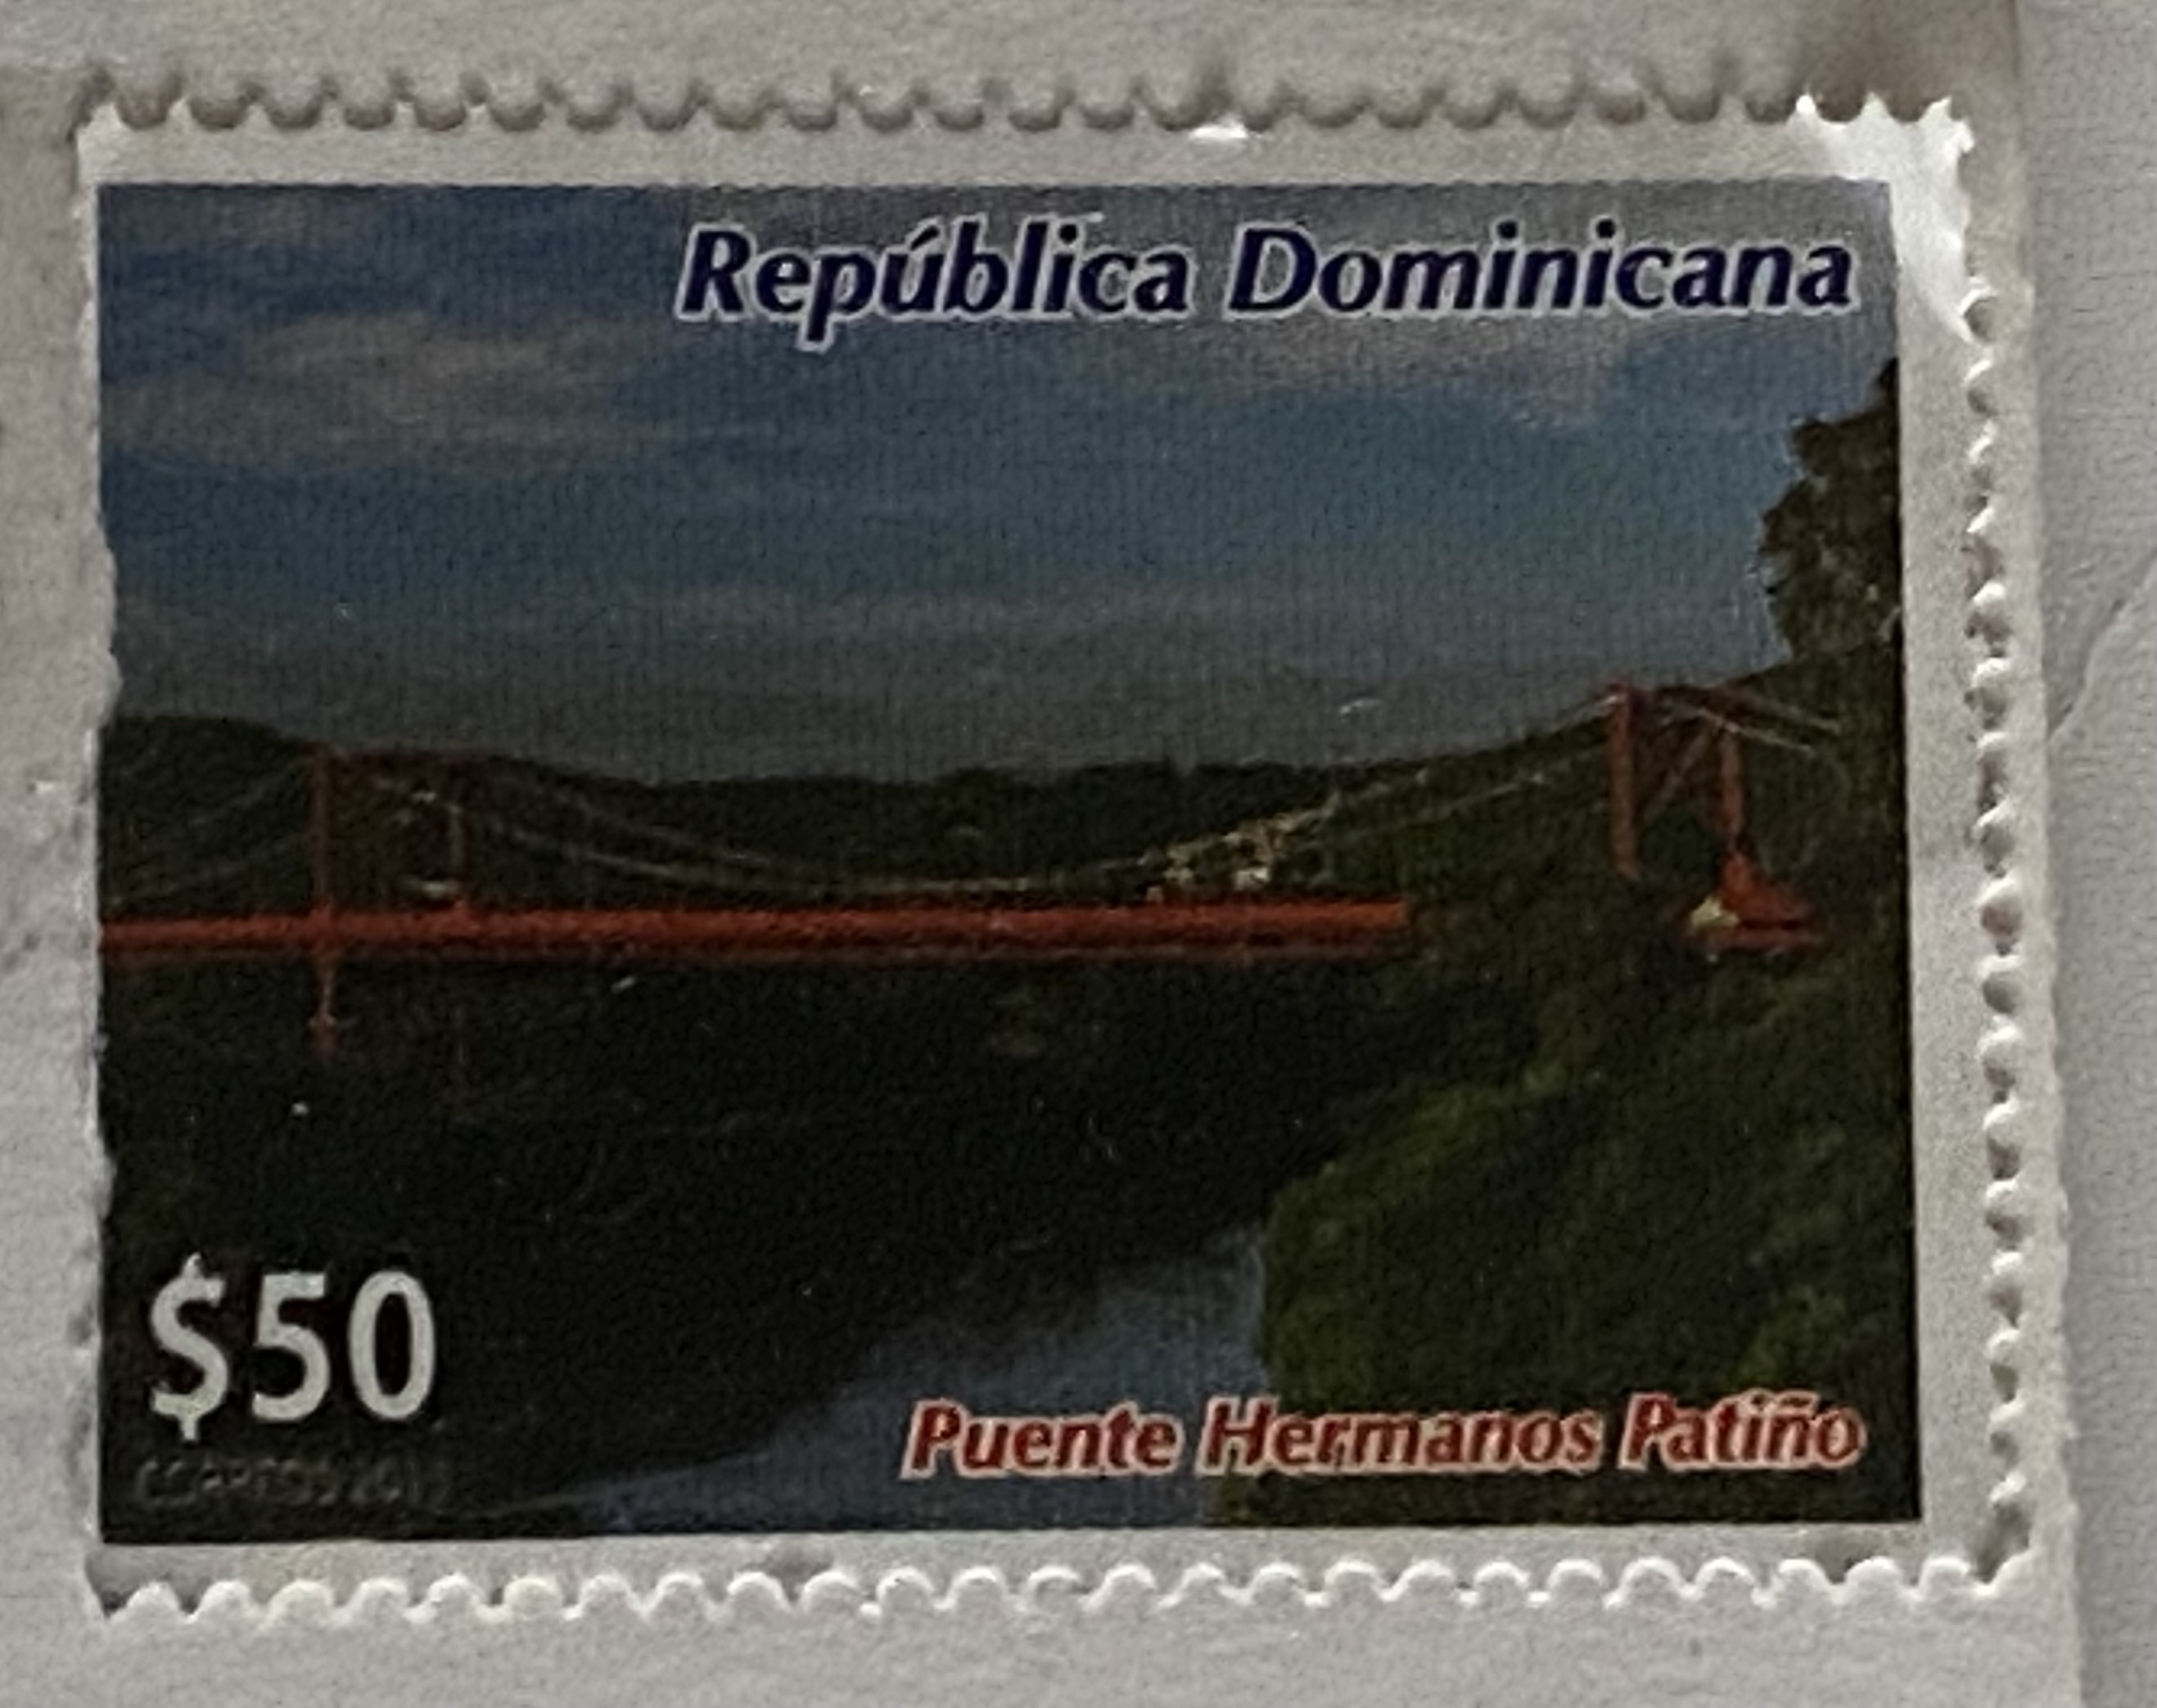 República Dominicana
$50
Puente Hermanos Patiño